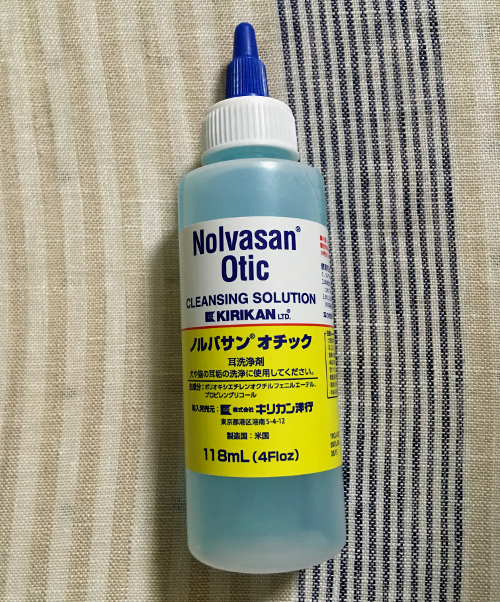 Nolvasan®
Otic
CLEANSING SOLUTION
KIRIKAN LTD.®
ノルバサン®オチック
耳洗浄剤
犬や猫の耳垢の洗浄に使用してください。
主成分：ポリオキシエチレンオクチルフェニルエーテル、
プロピレングリコール
輸入発売元：株式会社キリカン洋行
東京都港区港南5-4-12
製造国：米国
118mL (4Floz)